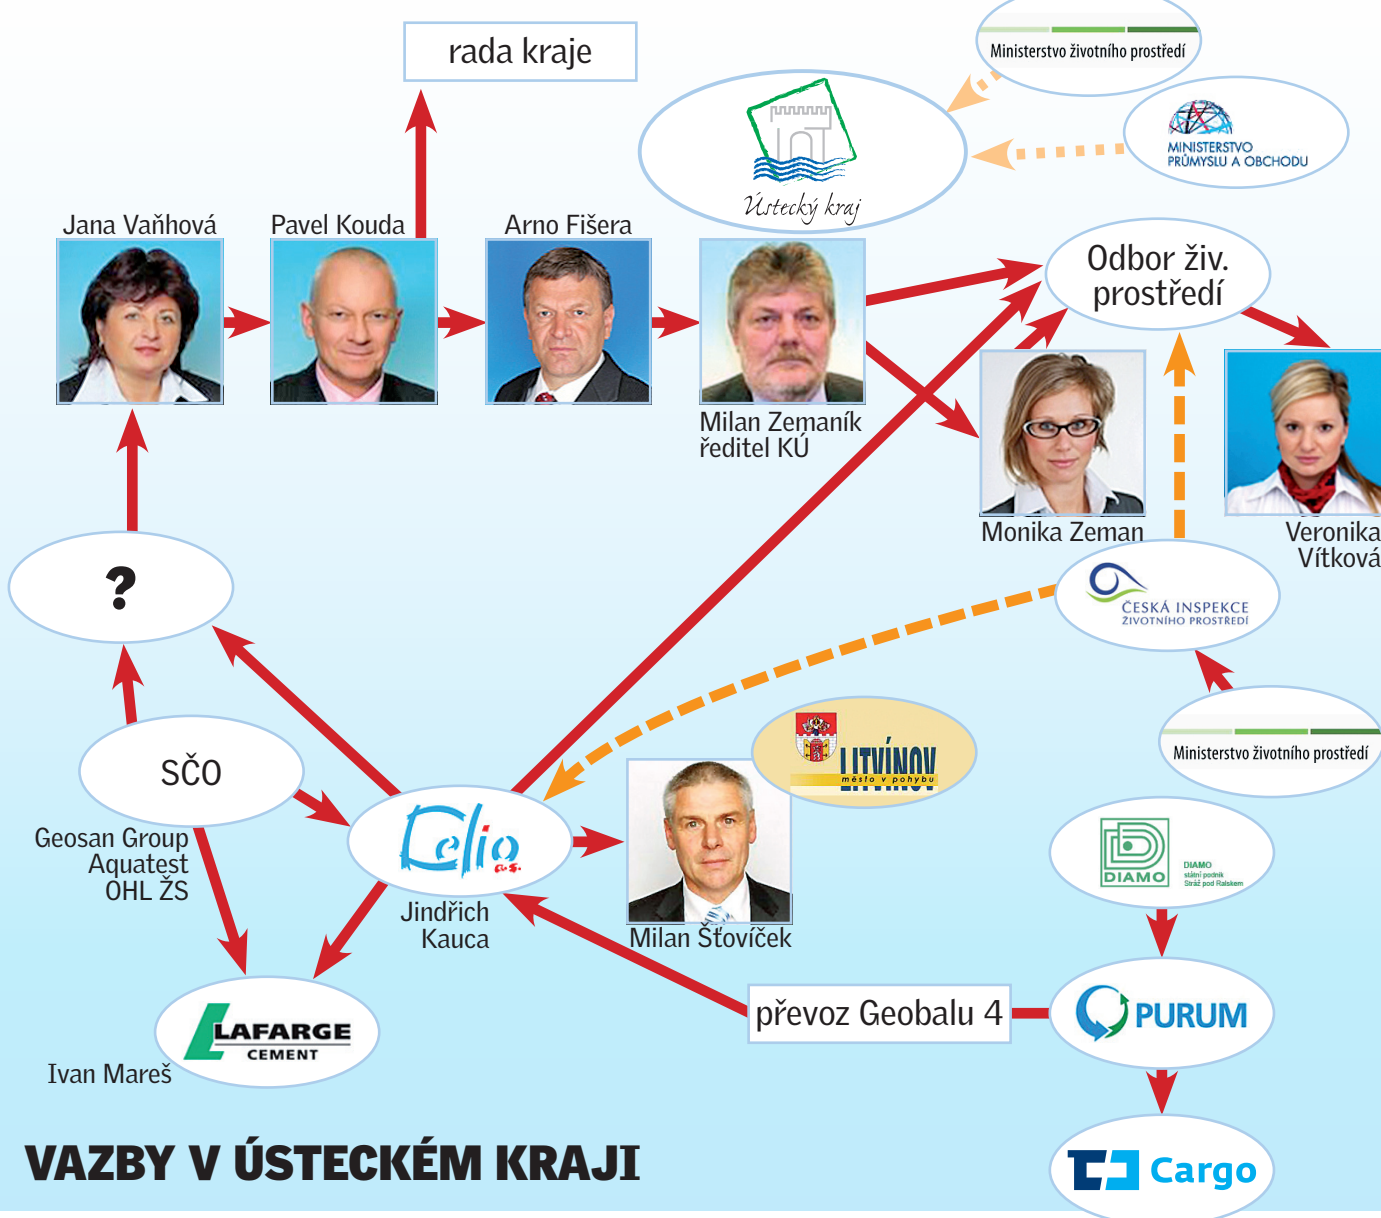 rada kraje
Ministerstvo životního prostředí
MINISTERSTVO
PRŮMYSLU A OBCHODU
Ústecký kraj
Jana Vaňhová
Pavel Kouda
Arno Fišera
Odbor živ.
prostředí
Milan Zemaník
ředitel KÚ
Monika Zeman
Veronika
Vítková
?
ČESKÁ INSPEKCE
ŽIVOTNÍHO PROSTŘEDÍ
SČO
LITVÍNOV
město v pohybu
Ministerstvo životního prostředí
Geosan Group
Aquatest
OHL ŽS
Celio
a.s.
Jindřich
Kauca
Milan Šťovíček
DIAMO
DIAMO
státní podnik
Stráž pod Ralskem
převoz Geobalu 4
PURUM
LAFARGE
CEMENT
Ivan Mareš
VAZBY V ÚSTECKÉM KRAJI
Cargo